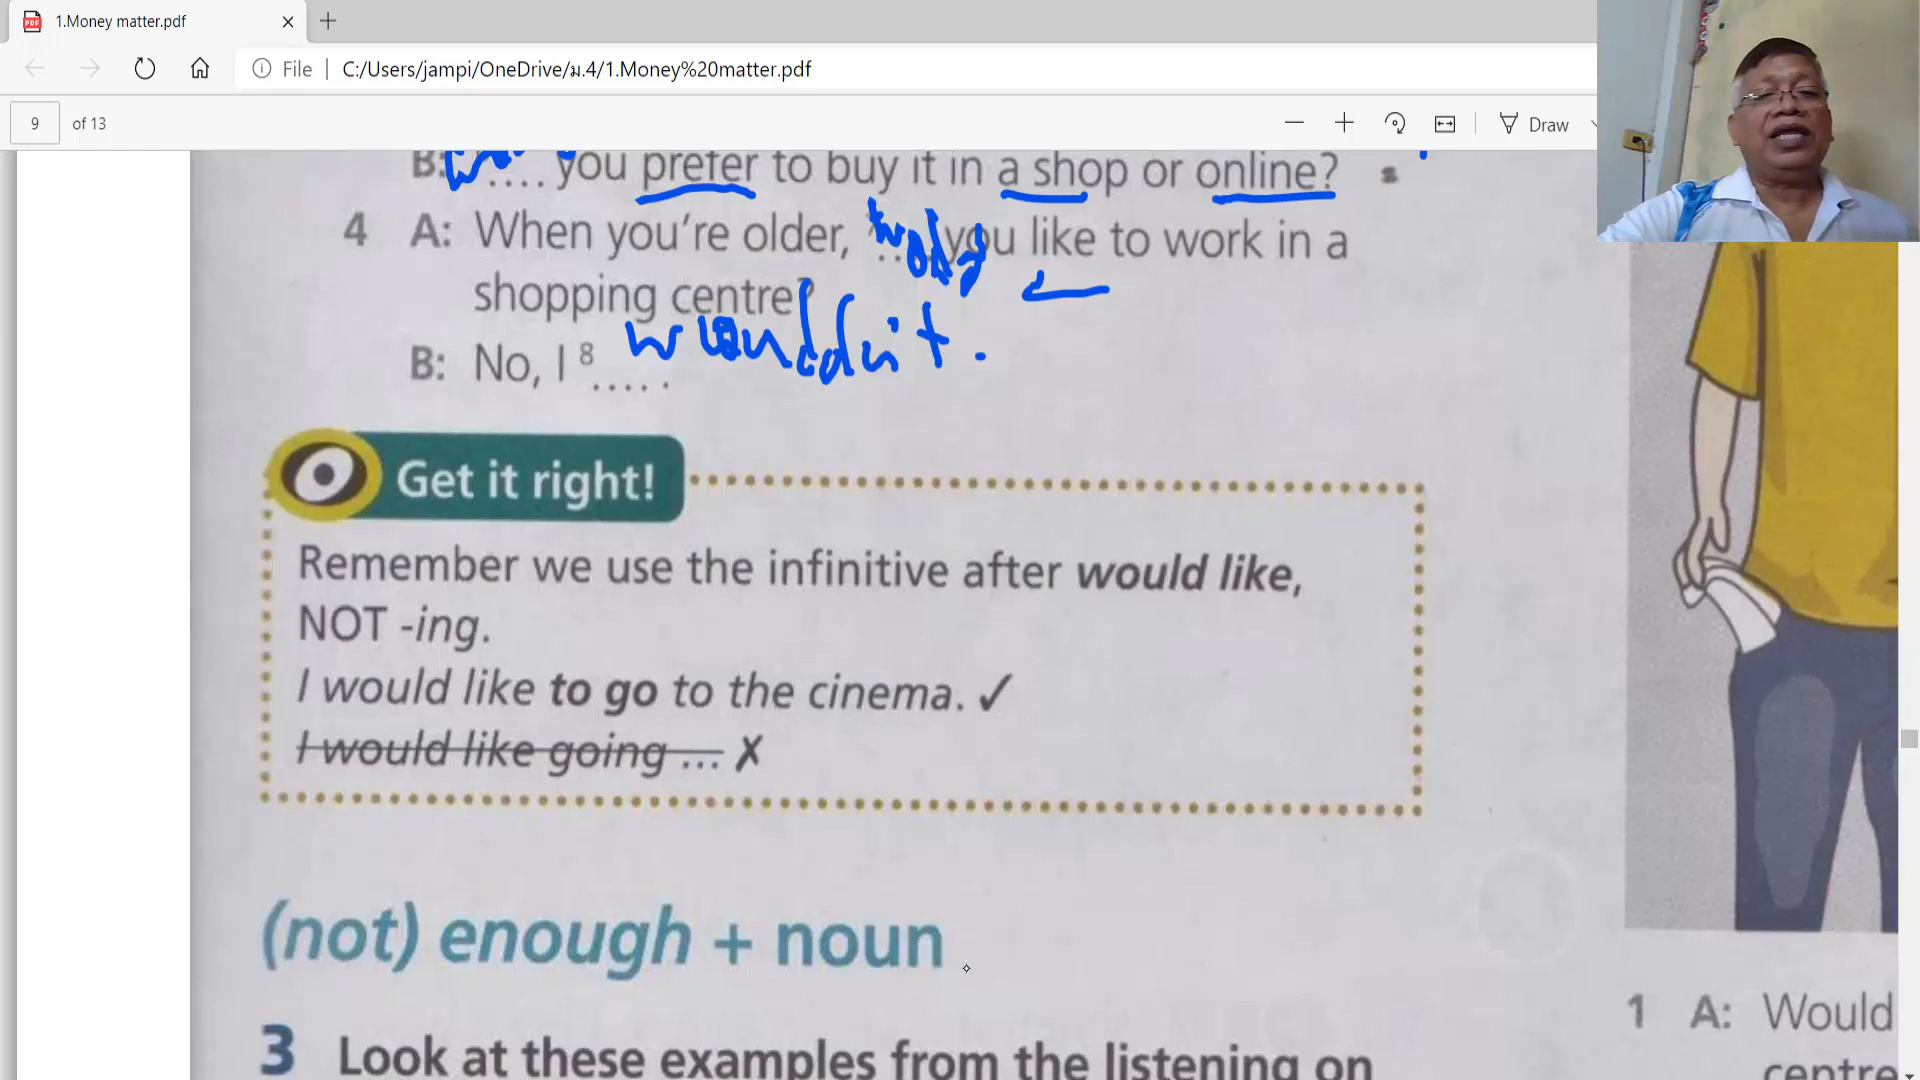 1.Money matter.pdf
File C:/Users/jampi/OneDrive/ม.4/1.Money%20matter.pdf
9 of 13
Draw
B: .... you prefer to buy it in a shop or online?
4 A: When you're older, .... you like to work in a
shopping centre?
wouldn't.
B: No, I 8.....
Get it right!
Remember we use the infinitive after would like,
NOT -ing.
I would like to go to the cinema. ✓
I would like going ... ✗
(not) enough + noun
3 Look at these examples from the listening on
1 A: Would
centre